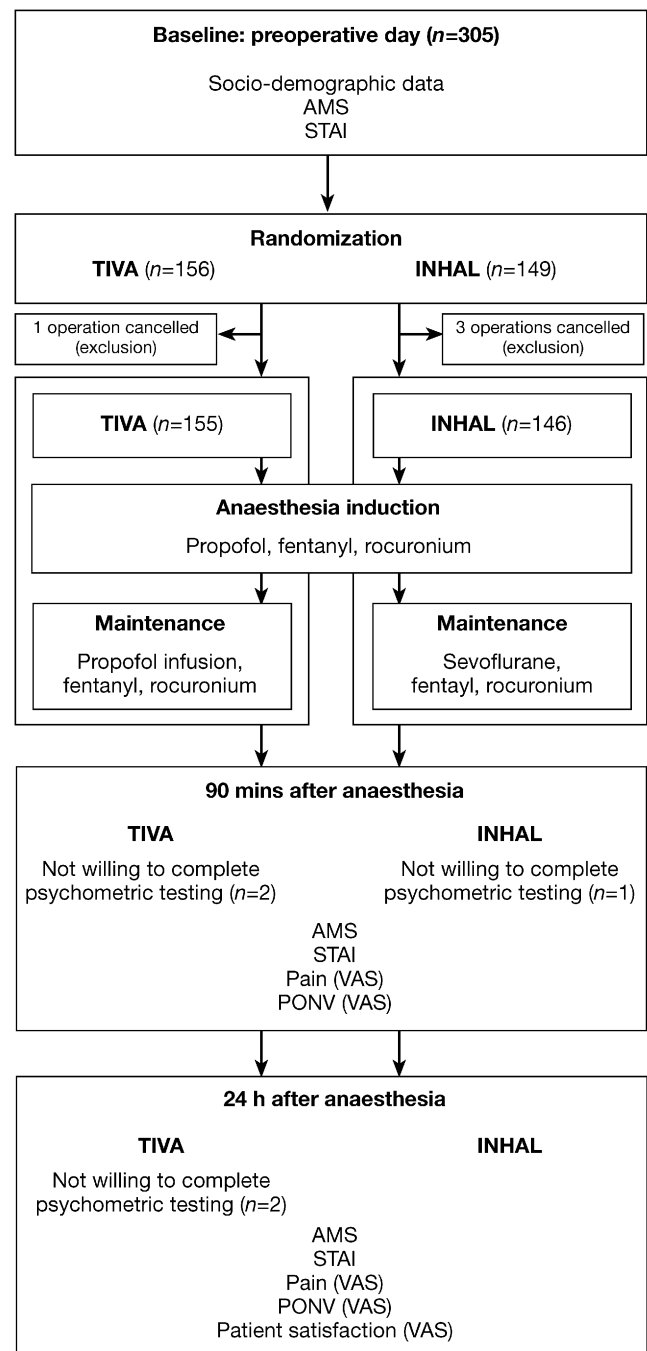 Baseline: preoperative day (n=305)
Socio-demographic data
AMS
STAI
Randomization
TIVA (n=156)
INHAL (n=149)
1 operation cancelled
(exclusion)
3 operations cancelled
(exclusion)
TIVA (n=155)
INHAL (n=146)
Anaesthesia induction
Propofol, fentanyl, rocuronium
Maintenance
Propofol infusion,
fentanyl, rocuronium
Maintenance
Sevoflurane,
fentayl, rocuronium
90 mins after anaesthesia
TIVA
Not willing to complete
psychometric testing (n=2)
INHAL
Not willing to complete
psychometric testing (n=1)
AMS
STAI
Pain (VAS)
PONV (VAS)
24 h after anaesthesia
TIVA
Not willing to complete
psychometric testing (n=2)
INHAL
AMS
STAI
Pain (VAS)
PONV (VAS)
Patient satisfaction (VAS)